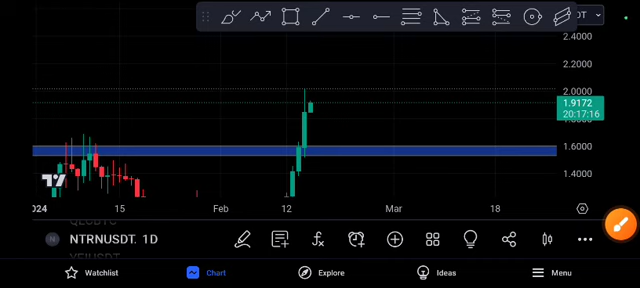 DT
2.4000
2.2000
2.0000
1.9172
20:17:16
1.6000
1.4000
2024
15
Feb
12
Mar
18
N
NTRNUSDT, 1D
Watchlist
Chart
Explore
Ideas
Menu